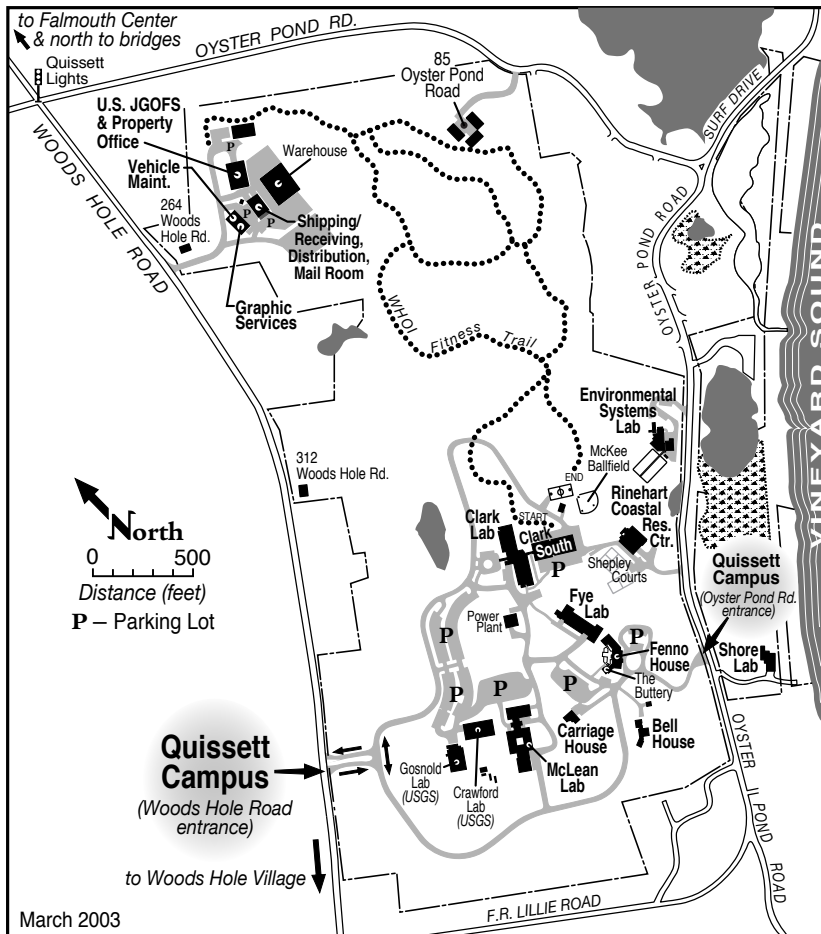 to Falmouth Center
& north to bridges
OYSTER POND RD.
Quissett
Lights
85
Oyster Pond
Road
SURF DRIVE
U.S. JGOFS
& Property
Office
P
Warehouse
Vehicle
Maint.
P
P
264
Woods
Hole Rd.
Shipping/
Receiving,
Distribution,
Mail Room
WOODS HOLE ROAD
OYSTER POND ROAD
Graphic
Services
WHOI Fitness Trail
VINEYARD SOUND
Environmental
Systems
Lab
McKee
Ballfield
END
312
Woods Hole Rd.
START
Rinehart
Coastal
Res.
Ctr.
Clark
Lab
Clark
South
P
Shepley
Courts
North
0 500
Distance (feet)
P – Parking Lot
Quissett
Campus
(Oyster Pond Rd.
entrance)
Fye
Lab
Power
Plant
P
P
Fenno
House
Shore
Lab
The
Buttery
P
P
P
Carriage
House
Bell
House
Quissett
Campus
(Woods Hole Road
entrance)
Gosnold
Lab
(USGS)
Crawford
Lab
(USGS)
McLean
Lab
OYSTER POND ROAD
to Woods Hole Village
F.R. LILLIE ROAD
March 2003